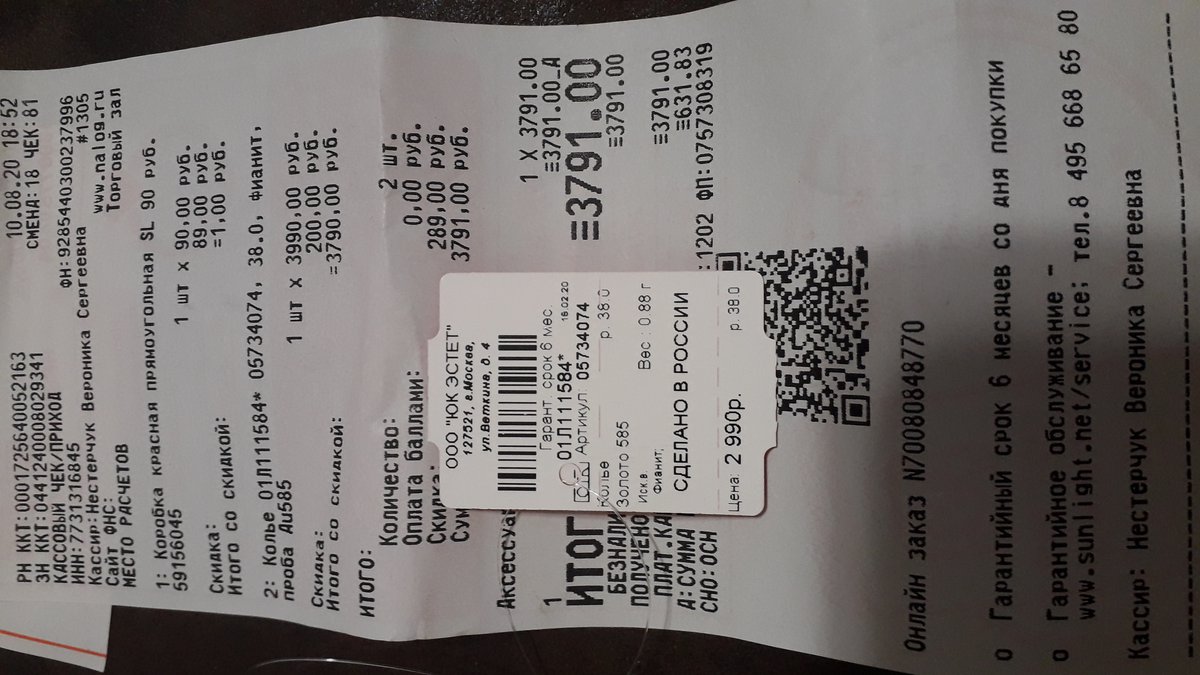 РН ККТ:0001725640052163 10.08.20 18:52
ЗН ККТ:0441240008029341 СМЕНА:18 ЧЕК:81
КАССОВЫЙ ЧЕК/ПРИХОД
ИНН:7731316845 ФН:9285440300237996
Кассир:Нестерчук Вероника Сергеевна #1305
Сайт ФНС: www.nalog.ru
МЕСТО РАСЧЕТОВ Торговый зал
1: Коробка красная прямоугольная SL 90 руб.
59156045
1 шт x 90,00 руб.
Скидка: 89,00 руб.
Итого со скидкой: =1,00 руб.
2: Колье 01Л111584* 05734074, 38.0, фианит,
проба Au585
1 шт x 3990,00 руб.
Скидка: 200,00 руб.
Итого со скидкой: =3790,00 руб.
ИТОГО:
Количество: 2 шт.
Оплата баллами: 0,00 руб.
289,00 руб.
3791,00 руб.
1 X 3791.00
1 ≡3791.00_А
ИТОГ ≡3791.00
≡3791.00
ПОЛУЧЕНО
ПЛАТ.КА ≡3791.00
А:СУММА ≡631.83
СНО:ОСН 1202 ФП:0757308319
ООО "ЮК ЭСТЕТ"
127521, г.Москва,
ул.Веткина, д. 4
Гарант. срок 6 мес.
01Л111584* 18.02.20
Артикул: 05734074
Колье р. 38.0
Золото 585
Иск.в. Вес : 0.88 г
Фианит,
СДЕЛАНО В РОССИИ
Цена: 2 990р. р. 38.0
Онлайн заказ N70080848770
o Гарантийный срок 6 месяцев со дня покупки
o Гарантийное обслуживание -
www.sunlight.net/service; тел.8 495 668 65 80
Кассир: Нестерчук Вероника Сергеевна